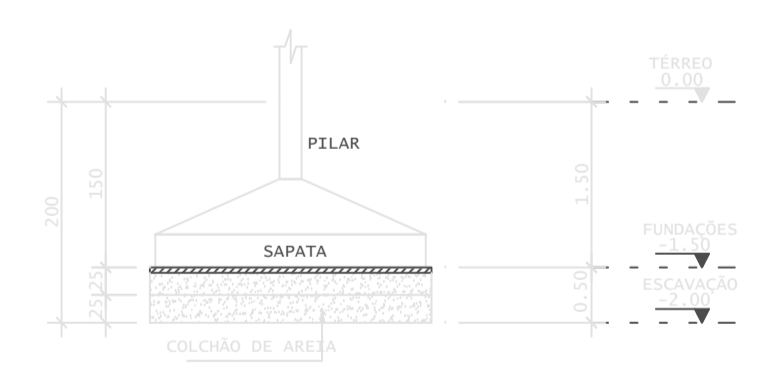 TÉRREO
0.00
PILAR
150
1.50
200
FUNDAÇÕES
-1.50
SAPATA
25
25
0.50
ESCAVAÇÃO
-2.00
COLCHÃO DE AREIA